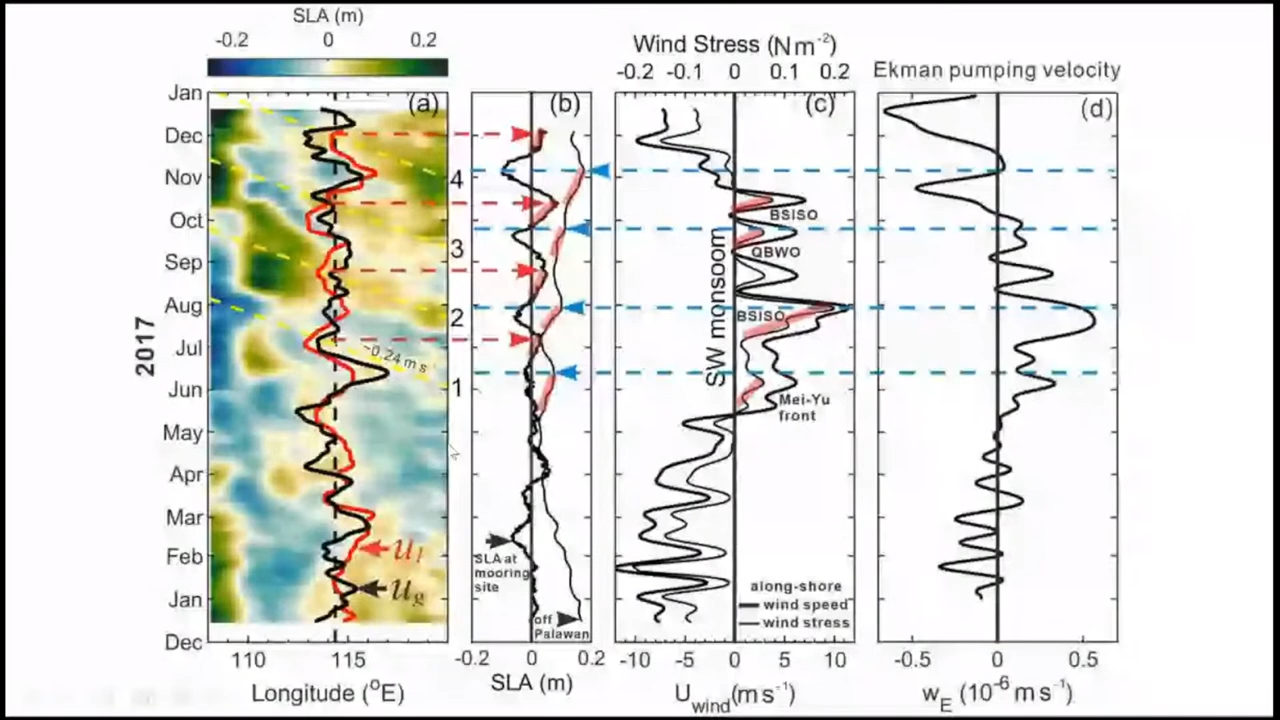 SLA (m)
-0.2 0 0.2
Wind Stress (N m⁻²)
-0.2 -0.1 0 0.1 0.2
Ekman pumping velocity
(a)
(b)
(c)
(d)
2017
Jan
Dec
Nov
Oct
Sep
Aug
Jul
Jun
May
Apr
Mar
Feb
Jan
Dec
~0.24 m s
u_l
u_g
4
3
2
1
SLA at
mooring
site
off
Palawan
SW monsoon
BSISO
QBWO
BSISO
Mei-Yu
front
along-shore
wind speed
wind stress
110 115
Longitude (ºE)
-0.2 0 0.2
SLA (m)
-10 -5 0 5 10
U_wind (m s⁻¹)
-0.5 0 0.5
w_E (10⁻⁶ m s⁻¹)